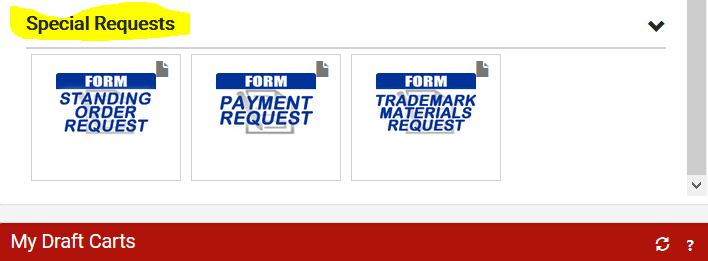 Special Requests
FORM
STANDING
ORDER
REQUEST
FORM
PAYMENT
REQUEST
FORM
TRADEMARK
MATERIALS
REQUEST
My Draft Carts
?